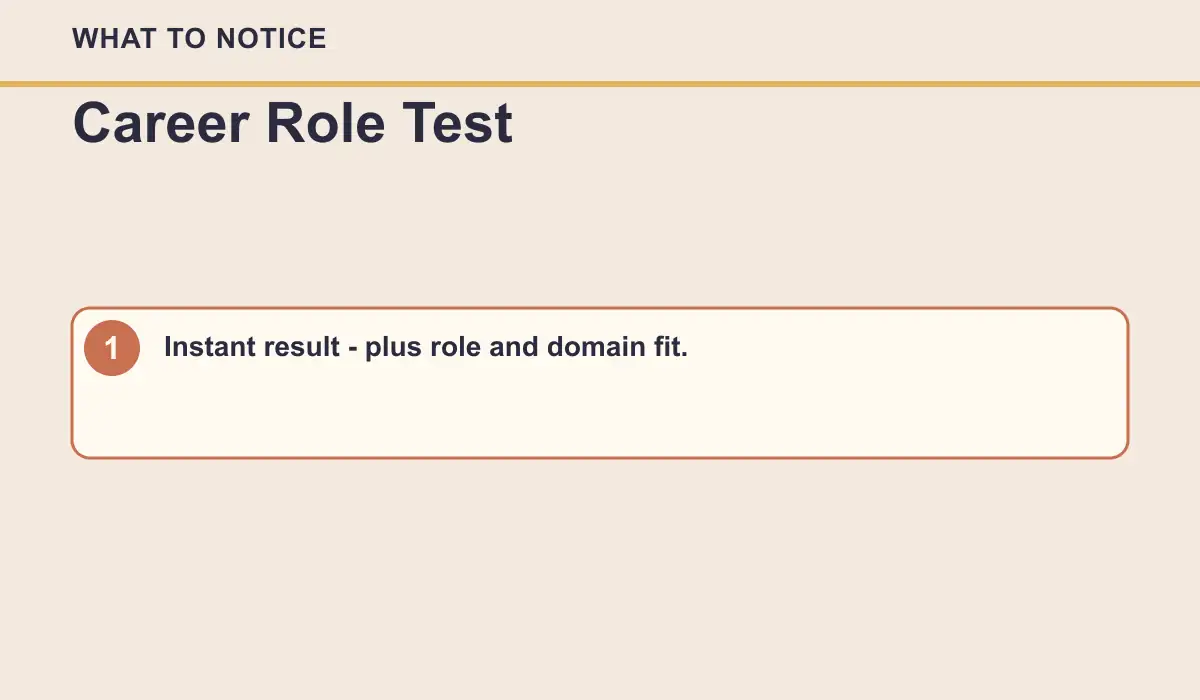 WHAT TO NOTICE
Career Role Test
1
Instant result - plus role and domain fit.